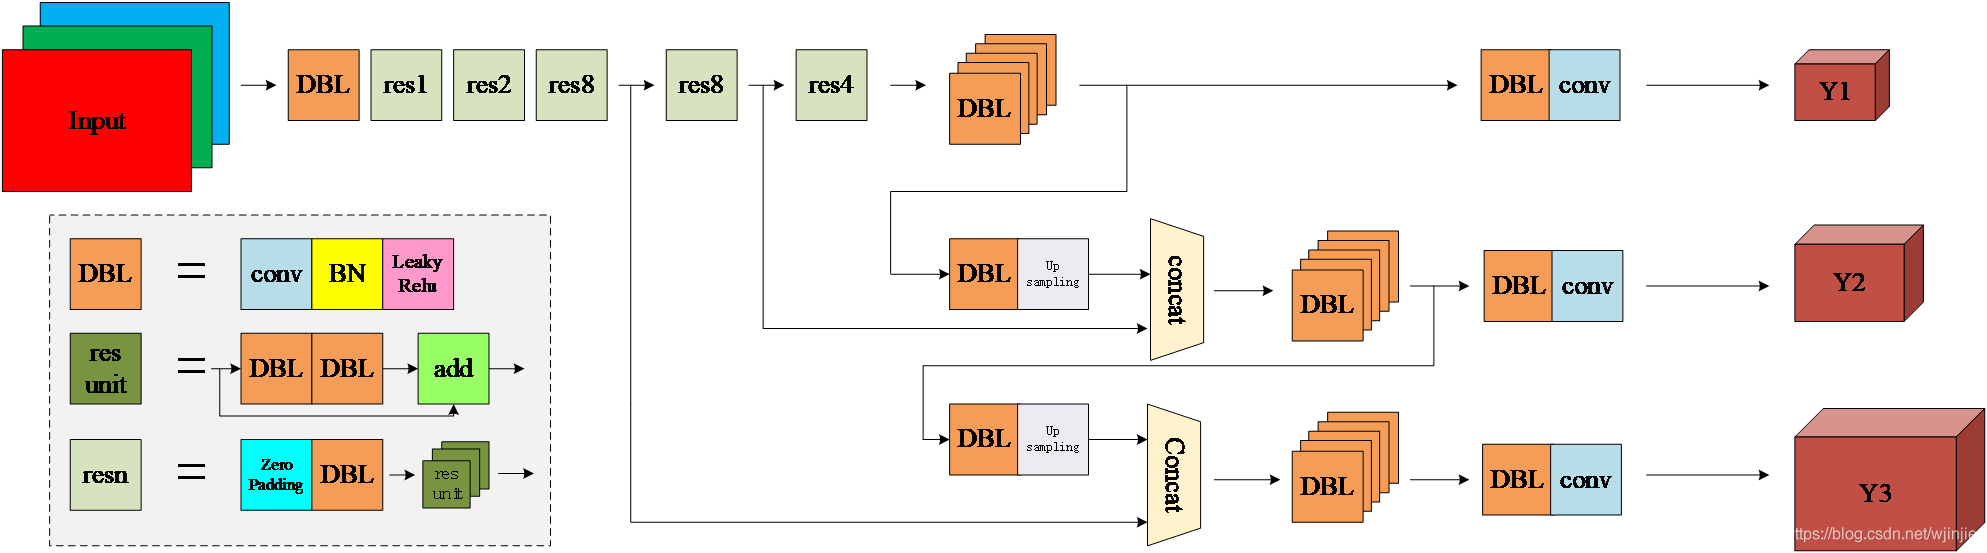 Input
DBL
res1
res2
res8
res8
res4
DBL
DBL
conv
Y1
DBL
=
conv
BN
Leaky
Relu
res
unit
=
DBL
DBL
add
resn
=
Zero
Padding
DBL
res
unit
DBL
Up
sampling
concat
DBL
DBL
conv
Y2
DBL
Up
sampling
Concat
DBL
DBL
conv
Y3
https://blog.csdn.net/wjinjie